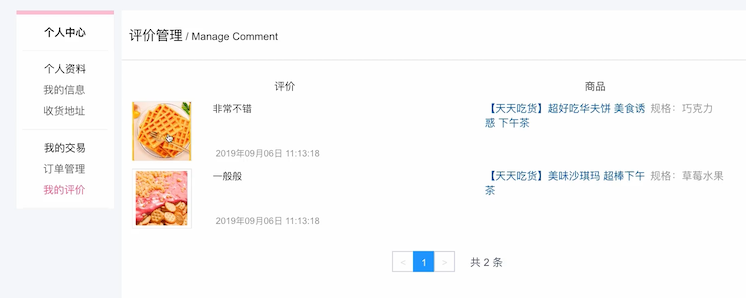 个人中心
个人资料
我的信息
收货地址
我的交易
订单管理
我的评价
评价管理 / Manage Comment
评价 商品
非常不错
2019年09月06日 11:13:18
【天天吃货】超好吃华夫饼 美食诱 规格：巧克力
惑 下午茶
一般般
2019年09月06日 11:13:18
【天天吃货】美味沙琪玛 超棒下午 规格：草莓水果
茶
< 1 > 共 2 条